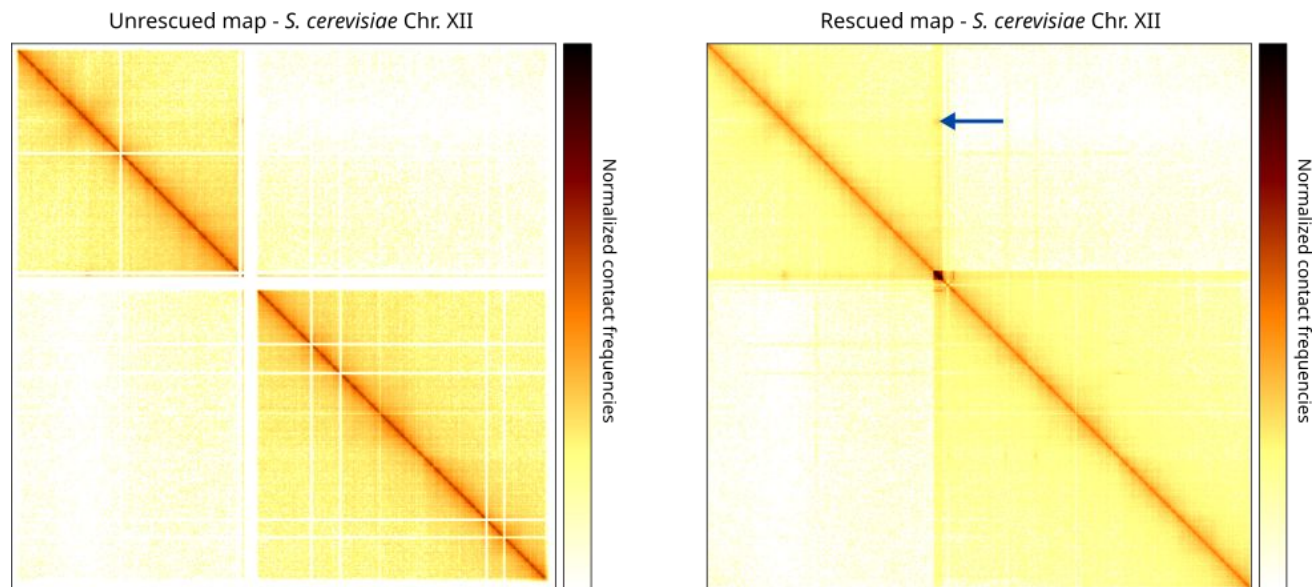 Unrescued map - S. cerevisiae Chr. XII
Normalized contact frequencies
Rescued map - S. cerevisiae Chr. XII
Normalized contact frequencies